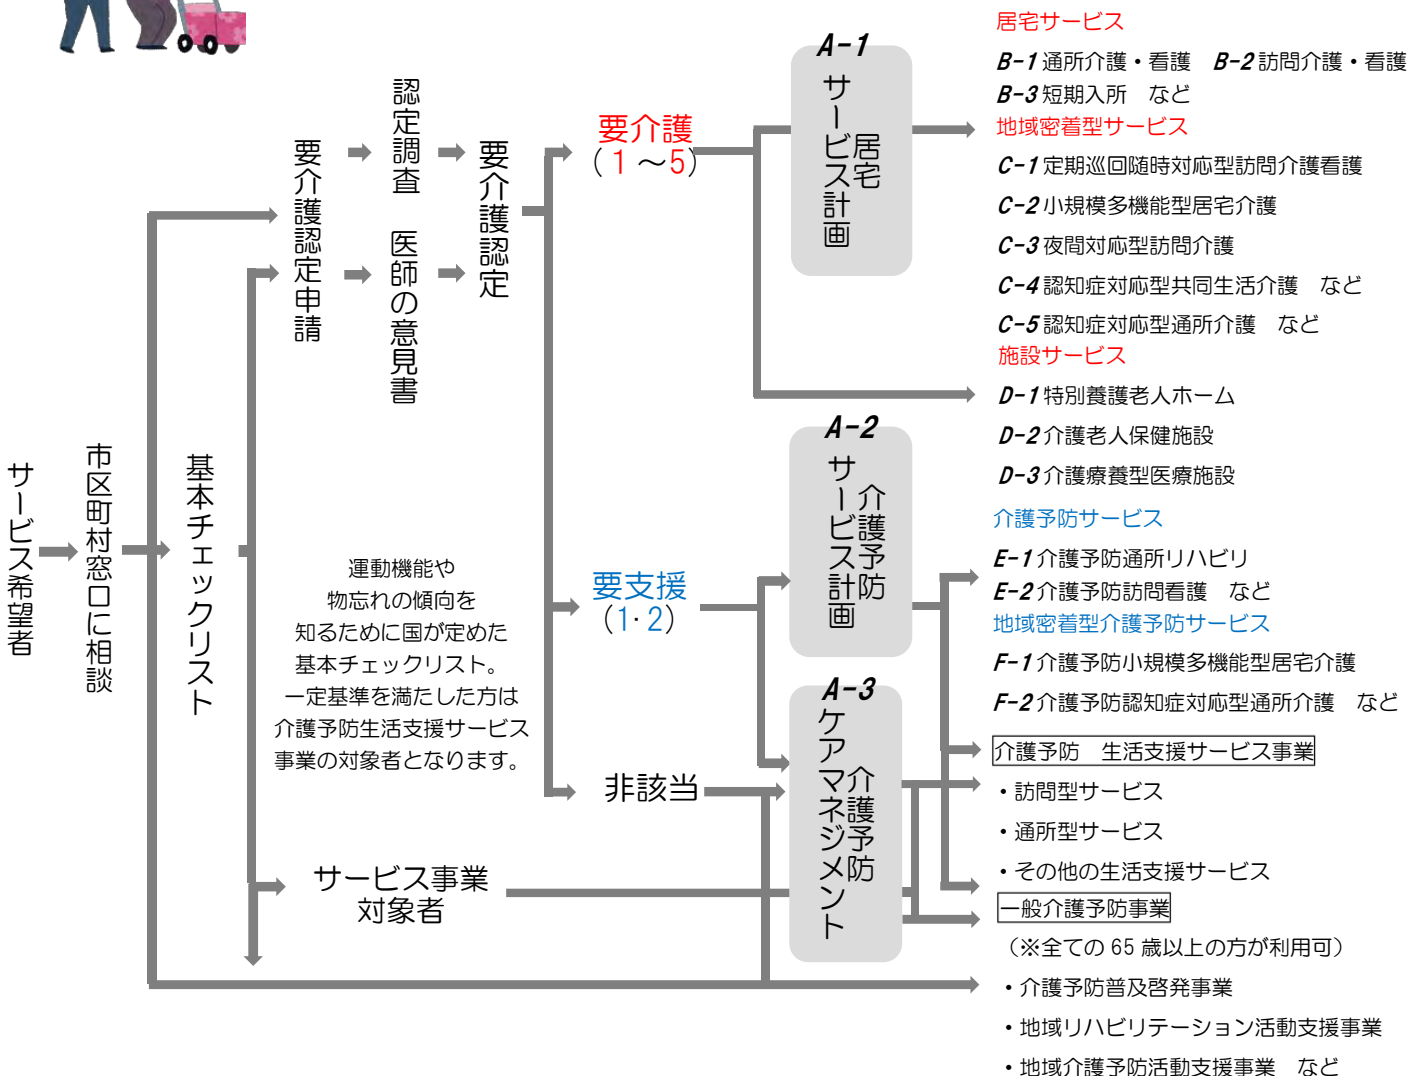 サービス希望者
市区町村窓口に相談
基本チェックリスト
要介護認定申請
認定調査
医師の意見書
要介護認定
運動機能や
物忘れの傾向を
知るために国が定めた
基本チェックリスト。
一定基準を満たした方は
介護予防生活支援サービス
事業の対象者となります。
要介護
(1～5)
要支援
(1・2)
非該当
サービス事業
対象者
A-1
居宅
サービス計画
A-2
介護予防
サービス計画
A-3
介護予防
ケアマネジメント
居宅サービス
B-1通所介護・看護　B-2訪問介護・看護
B-3短期入所　など
地域密着型サービス
C-1定期巡回随時対応型訪問介護看護
C-2小規模多機能型居宅介護
C-3夜間対応型訪問介護
C-4認知症対応型共同生活介護　など
C-5認知症対応型通所介護　など
施設サービス
D-1特別養護老人ホーム
D-2介護老人保健施設
D-3介護療養型医療施設
介護予防サービス
E-1介護予防通所リハビリ
E-2介護予防訪問看護　など
地域密着型介護予防サービス
F-1介護予防小規模多機能型居宅介護
F-2介護予防認知症対応型通所介護　など
介護予防　生活支援サービス事業
・訪問型サービス
・通所型サービス
・その他の生活支援サービス
一般介護予防事業
（※全ての 65 歳以上の方が利用可）
・介護予防普及啓発事業
・地域リハビリテーション活動支援事業
・地域介護予防活動支援事業　など